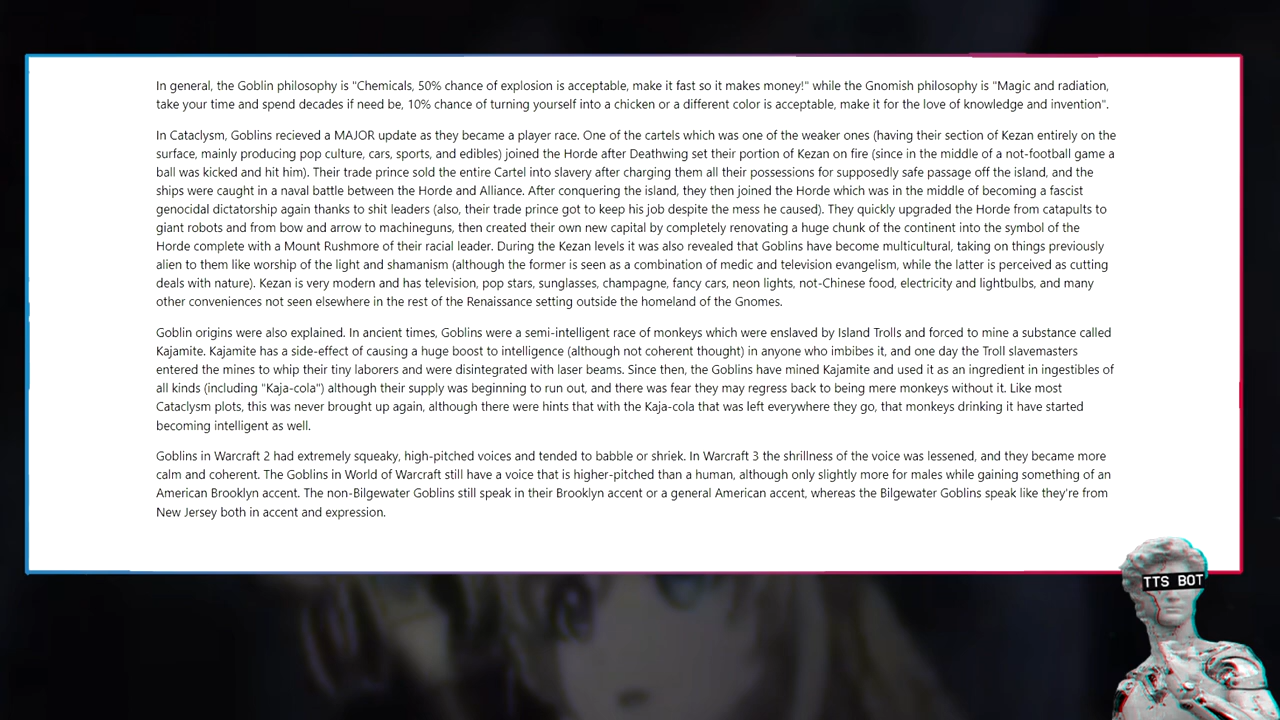 In general, the Goblin philosophy is "Chemicals, 50% chance of explosion is acceptable, make it fast so it makes money!" while the Gnomish philosophy is "Magic and radiation,
take your time and spend decades if need be, 10% chance of turning yourself into a chicken or a different color is acceptable, make it for the love of knowledge and invention".
In Cataclysm, Goblins recieved a MAJOR update as they became a player race. One of the cartels which was one of the weaker ones (having their section of Kezan entirely on the
surface, mainly producing pop culture, cars, sports, and edibles) joined the Horde after Deathwing set their portion of Kezan on fire (since in the middle of a not-football game a
ball was kicked and hit him). Their trade prince sold the entire Cartel into slavery after charging them all their possessions for supposedly safe passage off the island, and the
ships were caught in a naval battle between the Horde and Alliance. After conquering the island, they then joined the Horde which was in the middle of becoming a fascist
genocidal dictatorship again thanks to shit leaders (also, their trade prince got to keep his job despite the mess he caused). They quickly upgraded the Horde from catapults to
giant robots and from bow and arrow to machineguns, then created their own new capital by completely renovating a huge chunk of the continent into the symbol of the
Horde complete with a Mount Rushmore of their racial leader. During the Kezan levels it was also revealed that Goblins have become multicultural, taking on things previously
alien to them like worship of the light and shamanism (although the former is seen as a combination of medic and television evangelism, while the latter is perceived as cutting
deals with nature). Kezan is very modern and has television, pop stars, sunglasses, champagne, fancy cars, neon lights, not-Chinese food, electricity and lightbulbs, and many
other conveniences not seen elsewhere in the rest of the Renaissance setting outside the homeland of the Gnomes.
Goblin origins were also explained. In ancient times, Goblins were a semi-intelligent race of monkeys which were enslaved by Island Trolls and forced to mine a substance called
Kajamite. Kajamite has a side-effect of causing a huge boost to intelligence (although not coherent thought) in anyone who imbibes it, and one day the Troll slavemasters
entered the mines to whip their tiny laborers and were disintegrated with laser beams. Since then, the Goblins have mined Kajamite and used it as an ingredient in ingestibles of
all kinds (including "Kaja-cola") although their supply was beginning to run out, and there was fear they may regress back to being mere monkeys without it. Like most
Cataclysm plots, this was never brought up again, although there were hints that with the Kaja-cola that was left everywhere they go, that monkeys drinking it have started
becoming intelligent as well.
Goblins in Warcraft 2 had extremely squeaky, high-pitched voices and tended to babble or shriek. In Warcraft 3 the shrillness of the voice was lessened, and they became more
calm and coherent. The Goblins in World of Warcraft still have a voice that is higher-pitched than a human, although only slightly more for males while gaining something of an
American Brooklyn accent. The non-Bilgewater Goblins still speak in their Brooklyn accent or a general American accent, whereas the Bilgewater Goblins speak like they're from
New Jersey both in accent and expression.
TTS BOT